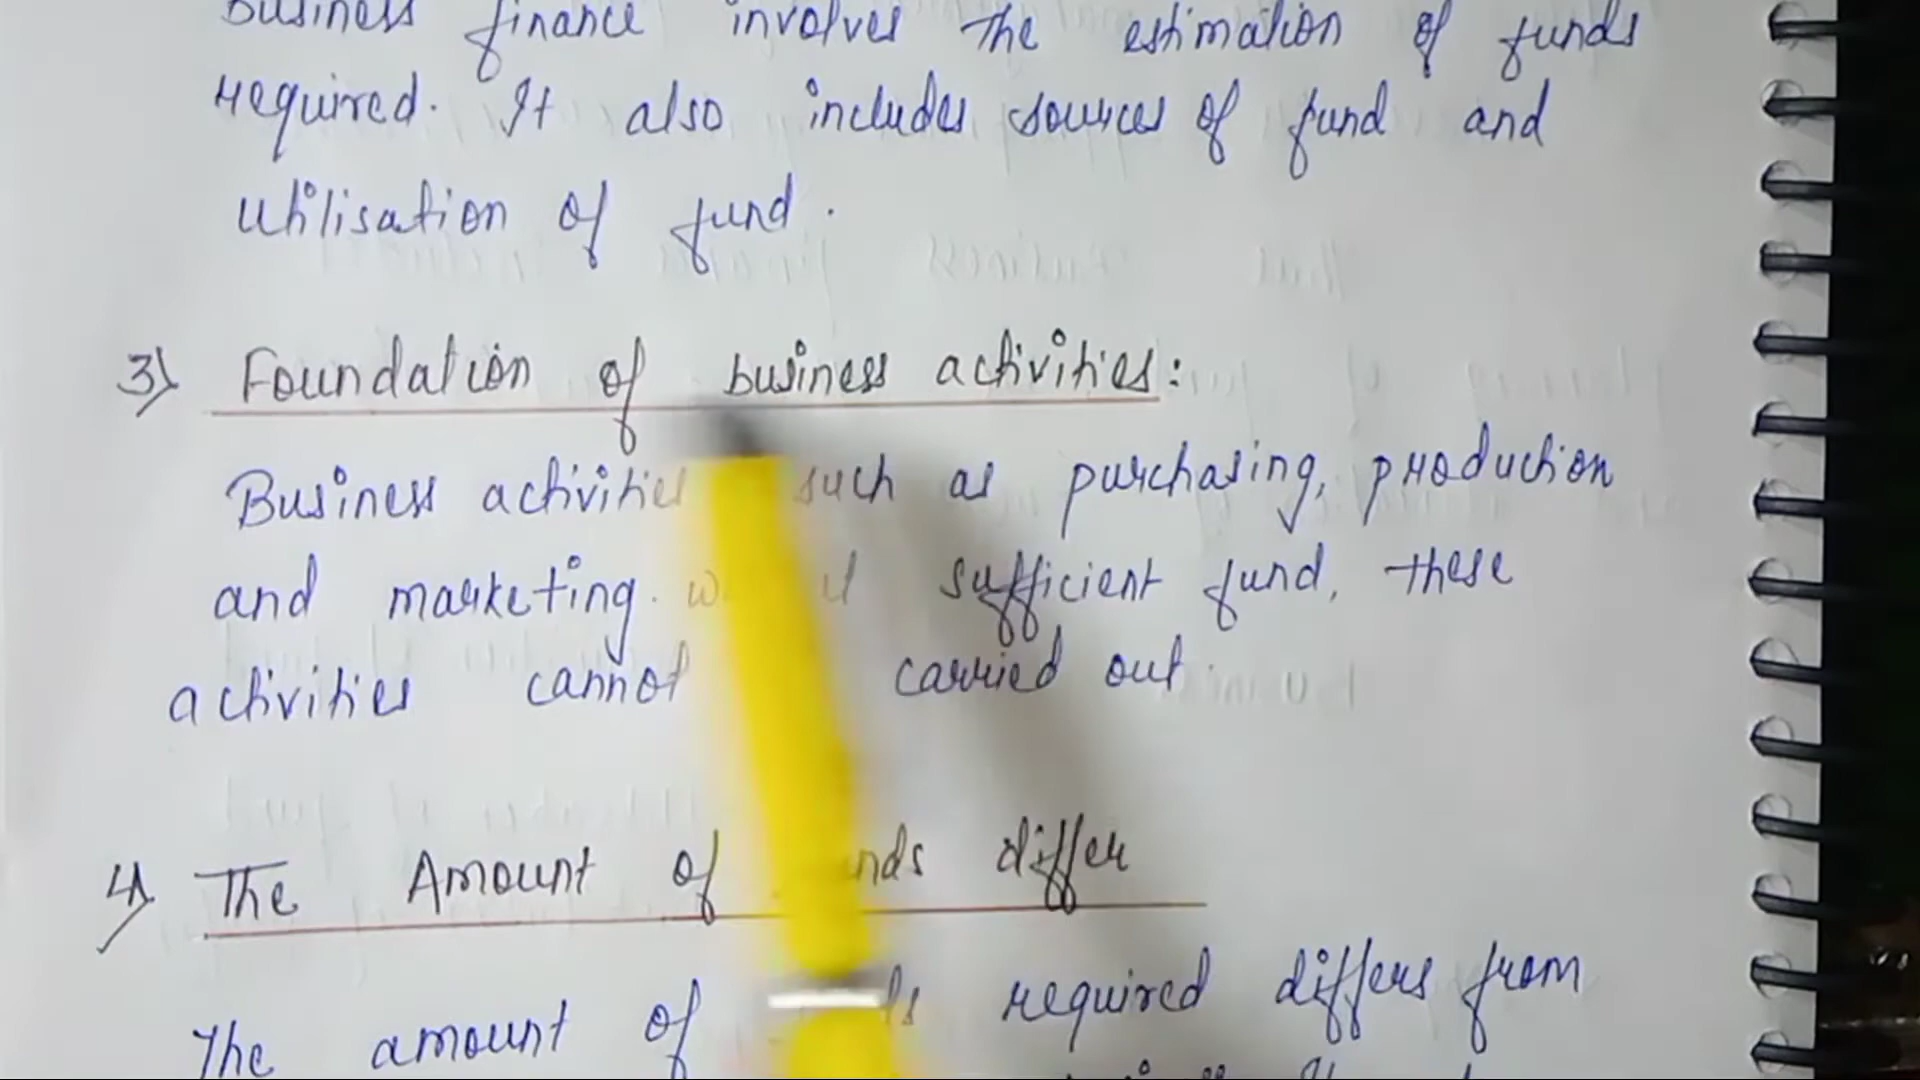 Business finance involves the estimation of funds
required. It also includes sources of fund and
utilisation of fund.
3) Foundation of business activities:
Business activities such as purchasing, production
and marketing. sufficient fund, these
activities cannot carried out
4) The Amount of differ
The amount of required differs from